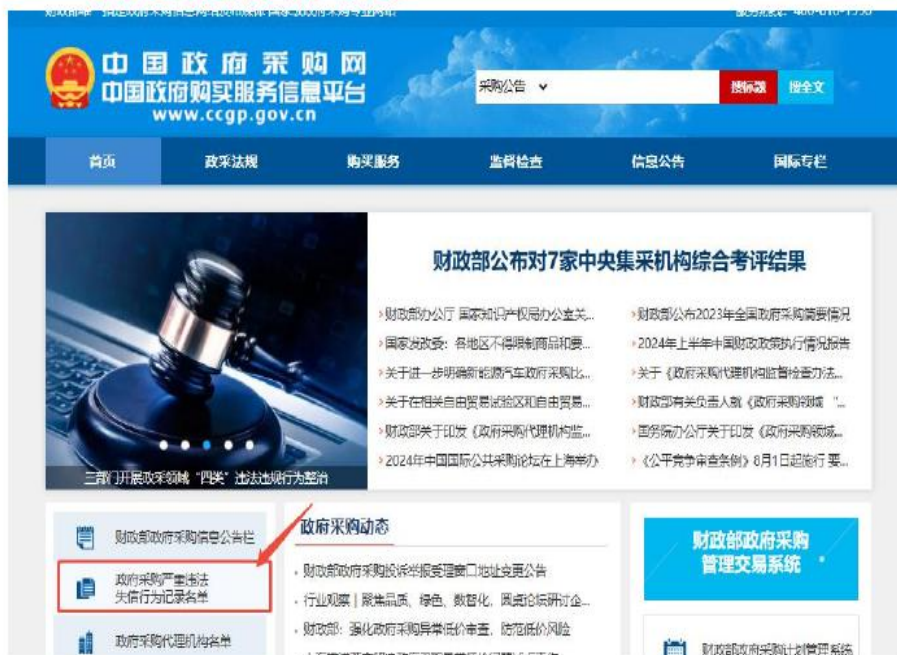 中国政府采购网
中国政府购买服务信息平台
www.ccgp.gov.cn
采购公告
搜标题
搜全文
首页
政采法规
购买服务
监督检查
信息公告
国际专栏
财政部公布对7家中央集采机构综合考评结果
财政部办公厅 国家知识产权局办公室关...
国家发改委：各地区不得限制商品和要...
关于进一步明确新能源汽车政府采购比...
关于在相关自由贸易试验区和自由贸易...
财政部关于印发《政府采购代理机构监...
2024年中国国际公共采购论坛在上海举办
财政部公布2023年全国政府采购简要情况
2024年上半年中国财政政策执行情况报告
关于《政府采购代理机构监督检查办法...
财政部有关负责人就《政府采购领域 “...
国务院办公厅关于印发《政府采购领域...
《公平竞争审查条例》8月1日起施行 要...
三部门开展政采领域“四类”违法违规行为整治
财政部政府采购信息公告栏
政府采购严重违法
失信行为记录名单
政府采购代理机构名单
政府采购动态
财政部政府采购投诉举报受理窗口地址变更公告
行业观察 | 聚焦品质、绿色、数智化，圆桌论坛研讨企...
财政部：强化政府采购异常低价审查，防范低价风险
财政部政府采购
管理交易系统
财政部政府采购计划管理系统